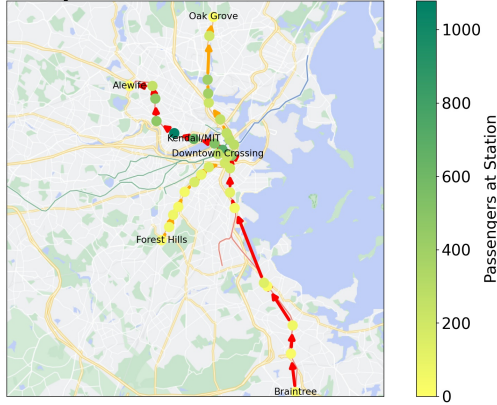 Oak Grove
Alewife
Kendall/MIT
Downtown Crossing
Forest Hills
Braintree
1000
800
600
400
200
0
Passengers at Station